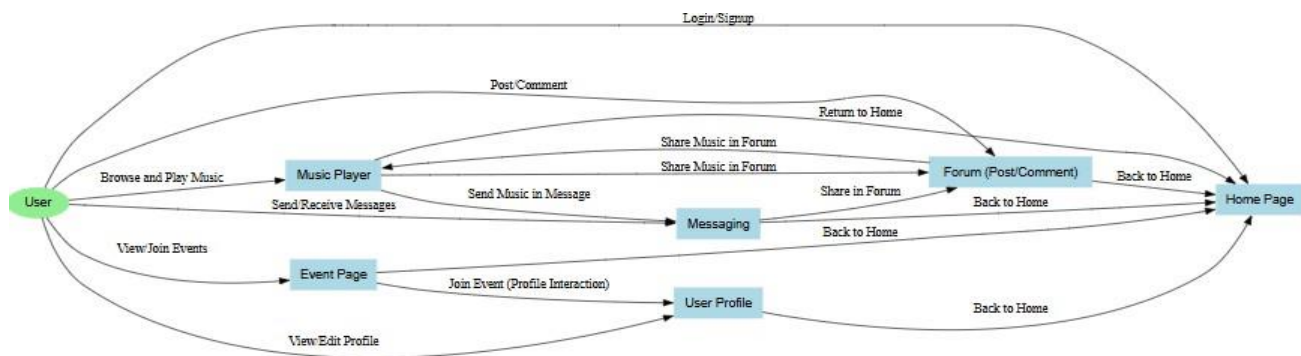 Login/Signup
Post/Comment
Return to Home
Share Music in Forum
Browse and Play Music
Music Player
Share Music in Forum
Forum (Post/Comment)
Back to Home
User
Send/Receive Messages
Send Music in Message
Share in Forum
Home Page
Messaging
Back to Home
View/Join Events
Back to Home
Event Page
Join Event (Profile Interaction)
User Profile
Back to Home
View/Edit Profile